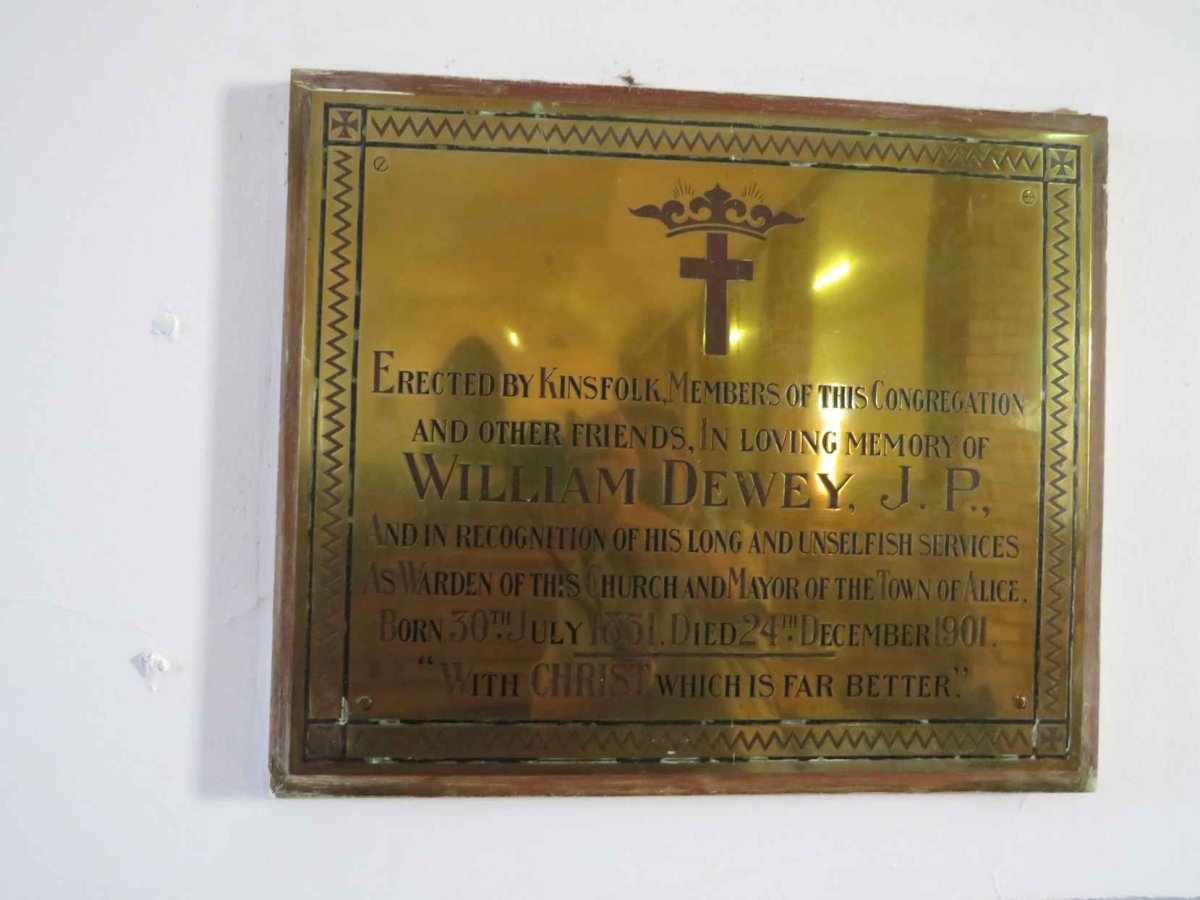 ERECTED BY KINSFOLK, MEMBERS OF THIS CONGREGATION
AND OTHER FRIENDS, IN LOVING MEMORY OF
WILLIAM DEWEY, J.P.,
AND IN RECOGNITION OF HIS LONG AND UNSELFISH SERVICES
AS WARDEN OF THIS CHURCH AND MAYOR OF THE TOWN OF ALICE.
BORN 30TH JULY DIED 24TH DECEMBER 1901.
"WITH CHRIST WHICH IS FAR BETTER."